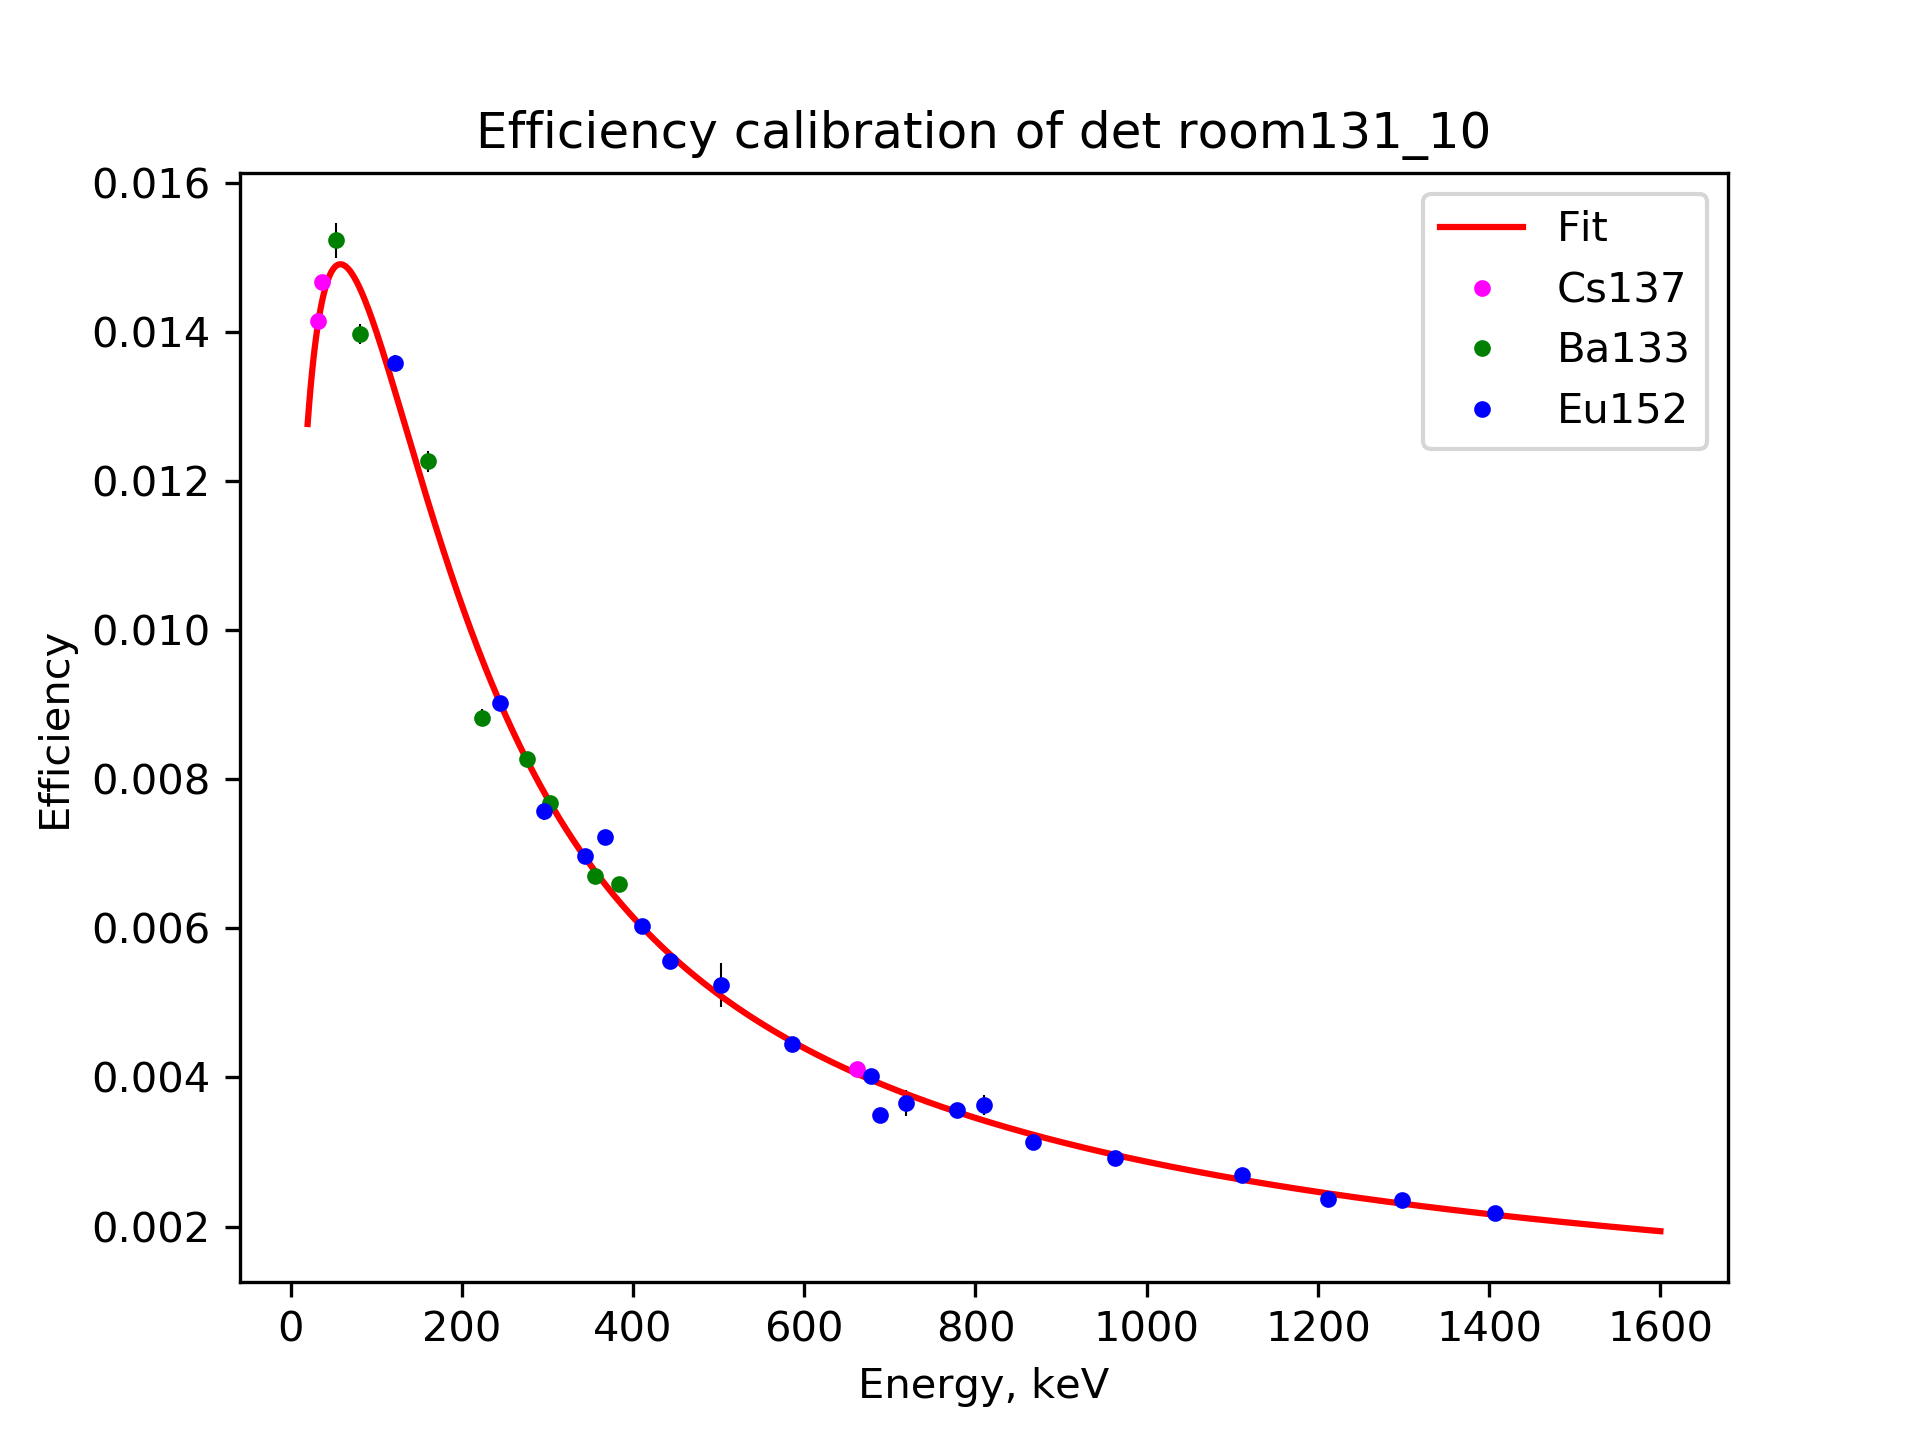 Efficiency calibration of det room131_10
0.016
0.014
0.012
0.010
0.008
0.006
0.004
0.002
Efficiency
Fit
Cs137
Ba133
Eu152
0 200 400 600 800 1000 1200 1400 1600
Energy, keV